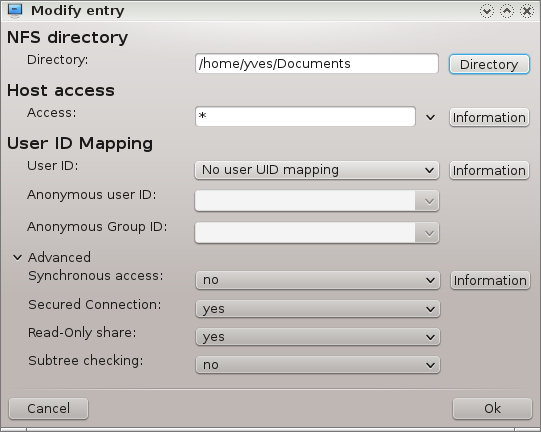 Modify entry
NFS directory
Directory: /home/yves/Documents Directory
Host access
Access: * Information
User ID Mapping
User ID: No user UID mapping Information
Anonymous user ID:
Anonymous Group ID:
Advanced
Synchronous access: no Information
Secured Connection: yes
Read-Only share: yes
Subtree checking: no
Cancel Ok